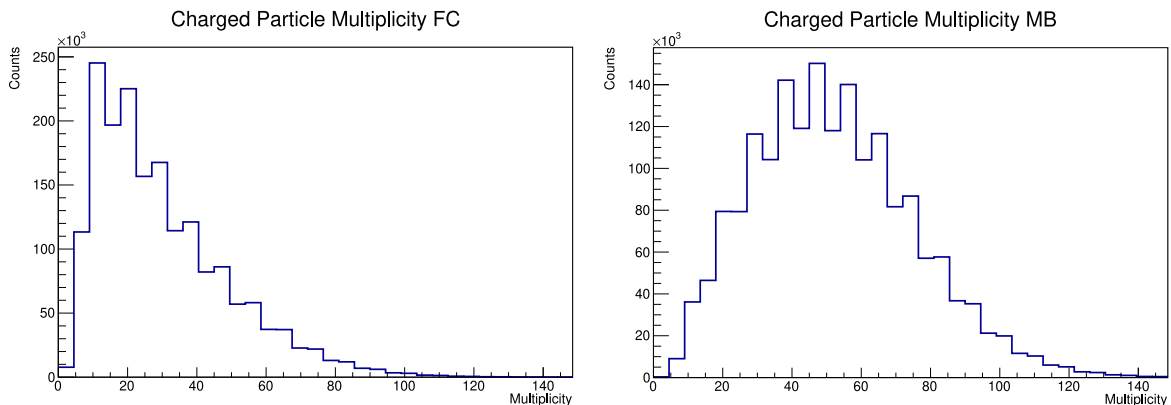 Charged Particle Multiplicity FC
×10³
Counts
250
200
150
100
50
0
0 20 40 60 80 100 120 140
Multiplicity
Charged Particle Multiplicity MB
×10³
Counts
140
120
100
80
60
40
20
0
0 20 40 60 80 100 120 140
Multiplicity